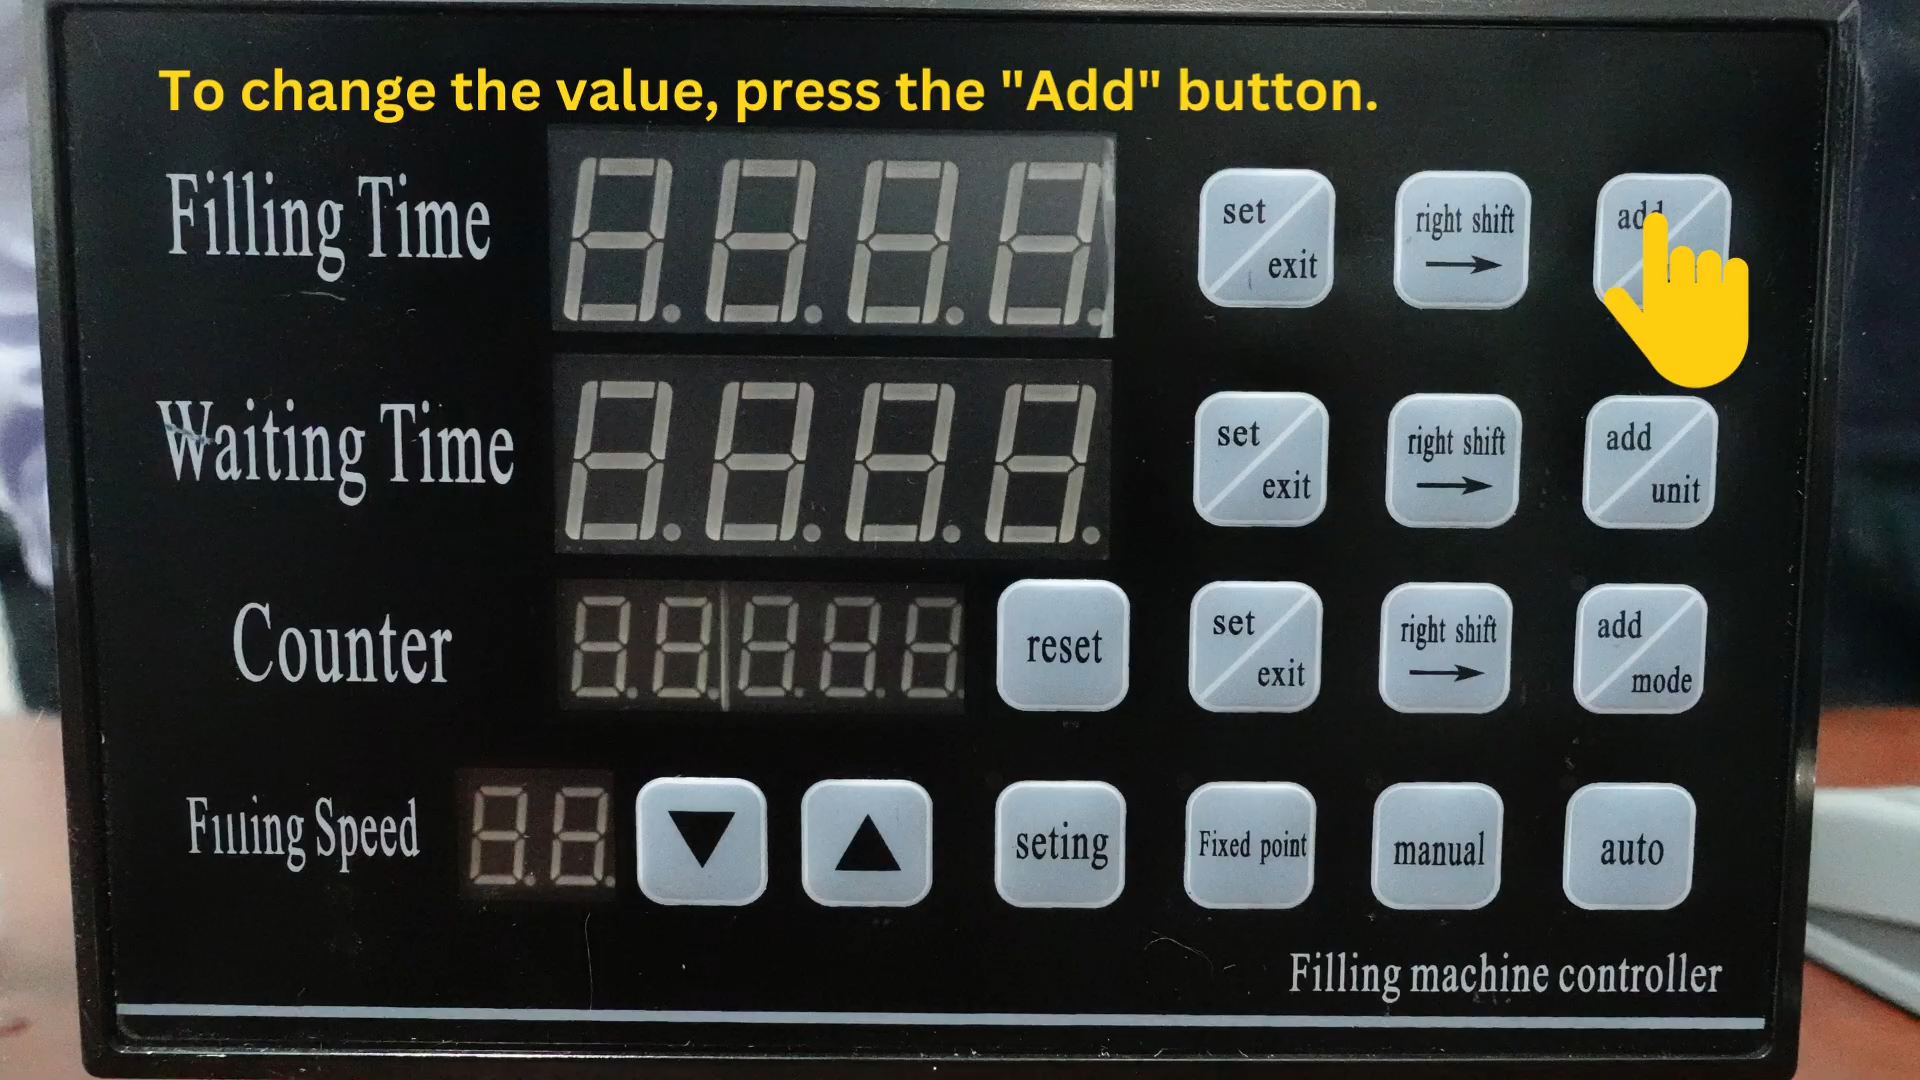 To change the value, press the "Add" button.
Filling Time
set
exit
right shift
add
Waiting Time
set
exit
right shift
add
unit
Counter
reset
set
exit
right shift
add
mode
Filling Speed
seting
Fixed point
manual
auto
Filling machine controller